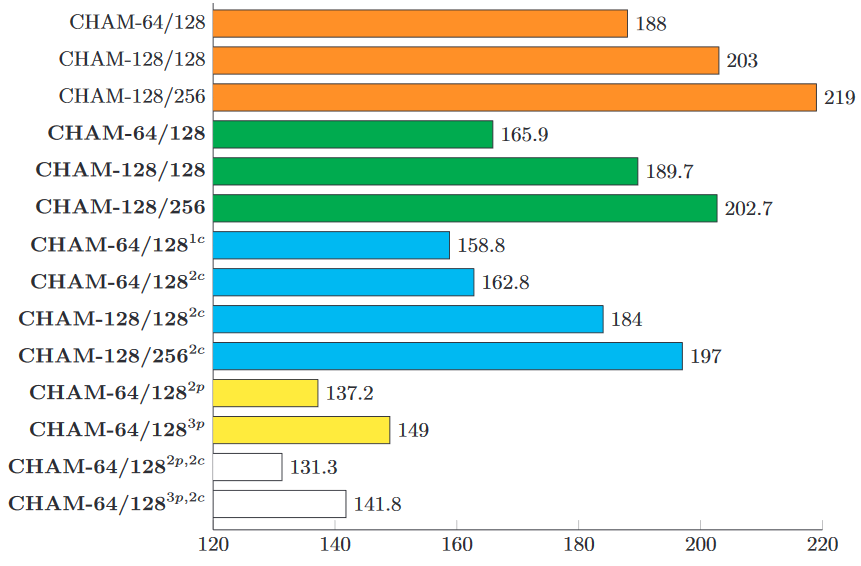 CHAM-64/128 188
CHAM-128/128 203
CHAM-128/256 219
CHAM-64/128 165.9
CHAM-128/128 189.7
CHAM-128/256 202.7
CHAM-64/128^{1c} 158.8
CHAM-64/128^{2c} 162.8
CHAM-128/128^{2c} 184
CHAM-128/256^{2c} 197
CHAM-64/128^{2p} 137.2
CHAM-64/128^{3p} 149
CHAM-64/128^{2p,2c} 131.3
CHAM-64/128^{3p,2c} 141.8
120 140 160 180 200 220